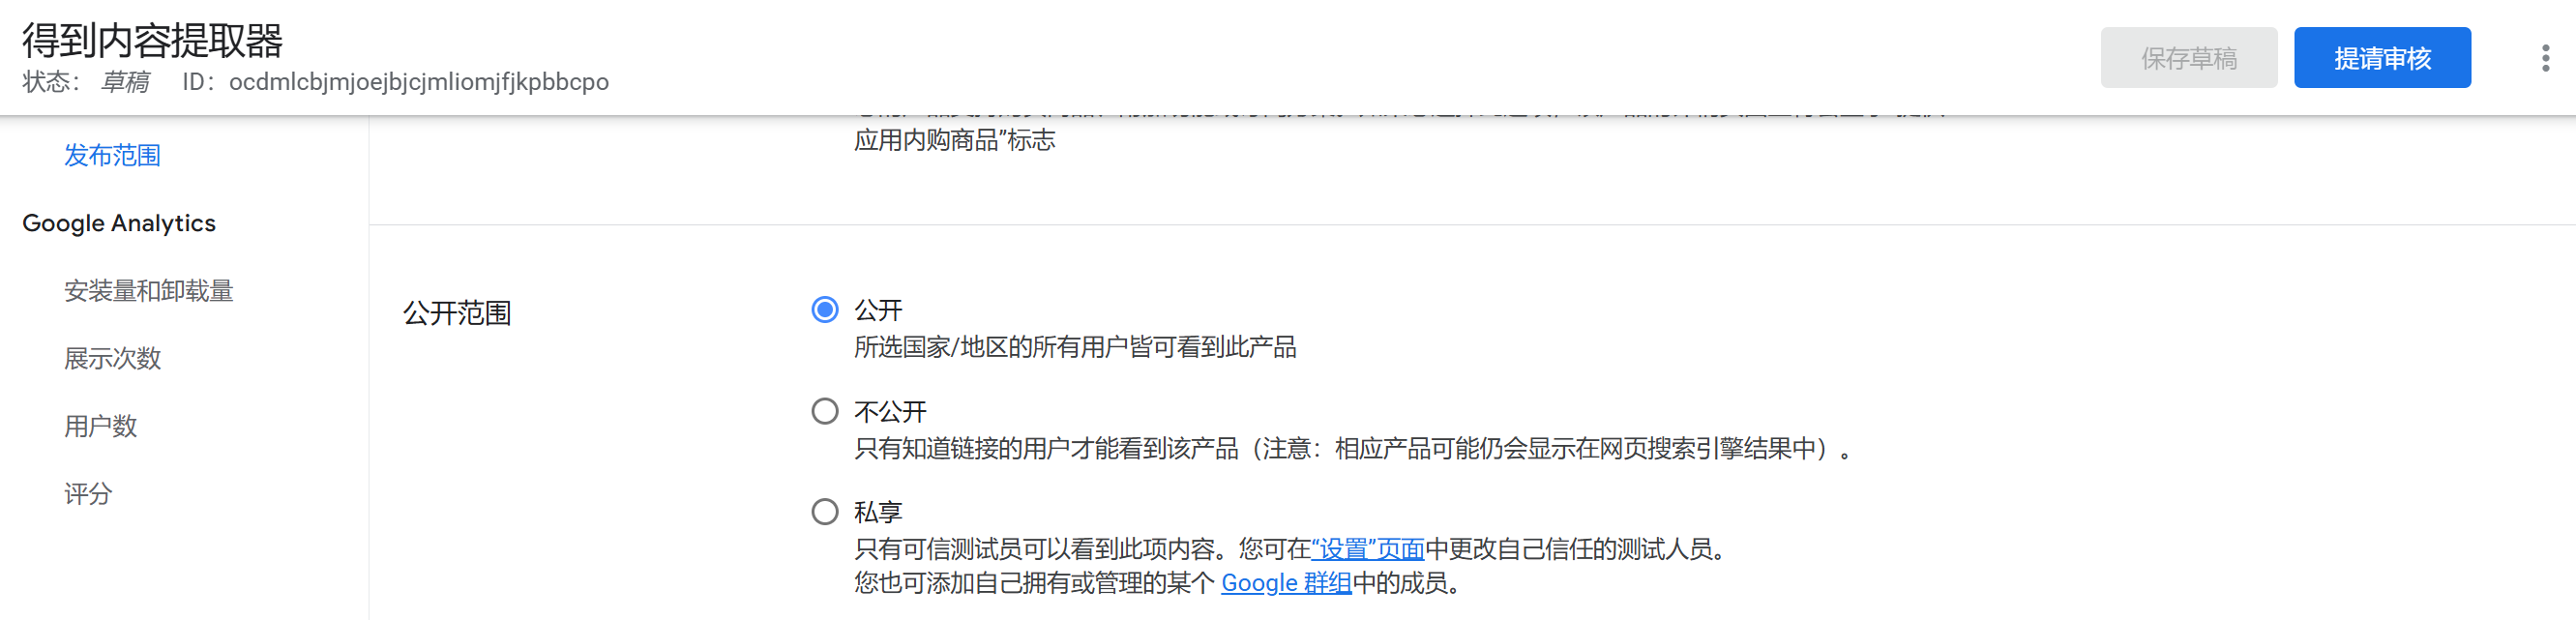 得到内容提取器
状态： 草稿 ID：ocdmlcbjmjoejbjcjmliomjfjkpbbcpo
保存草稿
提请审核
发布范围
Google Analytics
安装量和卸载量
展示次数
用户数
评分
应用内购商品”标志
公开范围
公开
所选国家/地区的所有用户皆可看到此产品
不公开
只有知道链接的用户才能看到该产品（注意：相应产品可能仍会显示在网页搜索引擎结果中）。
私享
只有可信测试员可以看到此项内容。您可在“设置”页面中更改自己信任的测试人员。
您也可添加自己拥有或管理的某个 Google 群组中的成员。